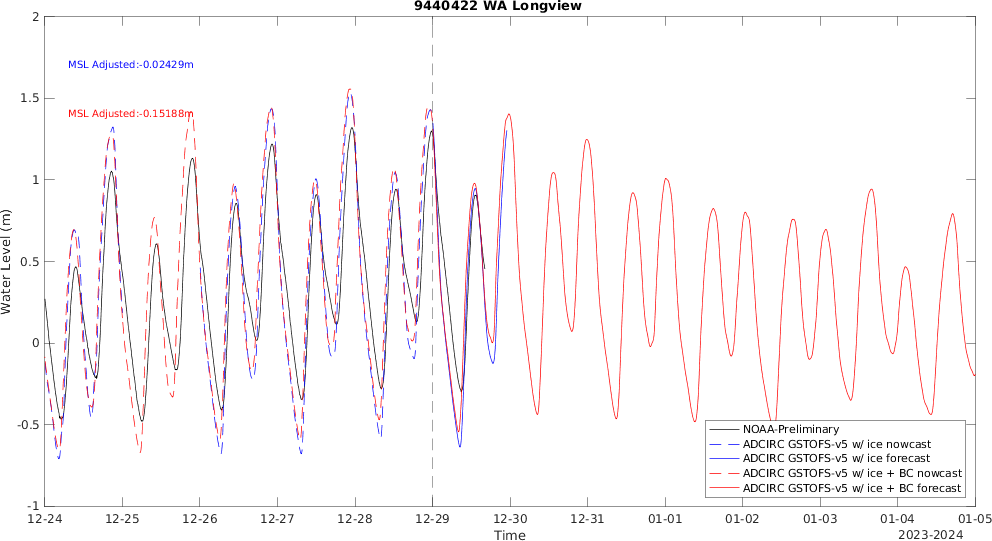 9440422 WA Longview
2
1.5
1
0.5
0
-0.5
-1
Water Level (m)
MSL Adjusted:-0.02429m
MSL Adjusted:-0.15188m
NOAA-Preliminary
ADCIRC GSTOFS-v5 w/ ice nowcast
ADCIRC GSTOFS-v5 w/ ice forecast
ADCIRC GSTOFS-v5 w/ ice + BC nowcast
ADCIRC GSTOFS-v5 w/ ice + BC forecast
12-24 12-25 12-26 12-27 12-28 12-29 12-30 12-31 01-01 01-02 01-03 01-04 01-05
Time
2023-2024